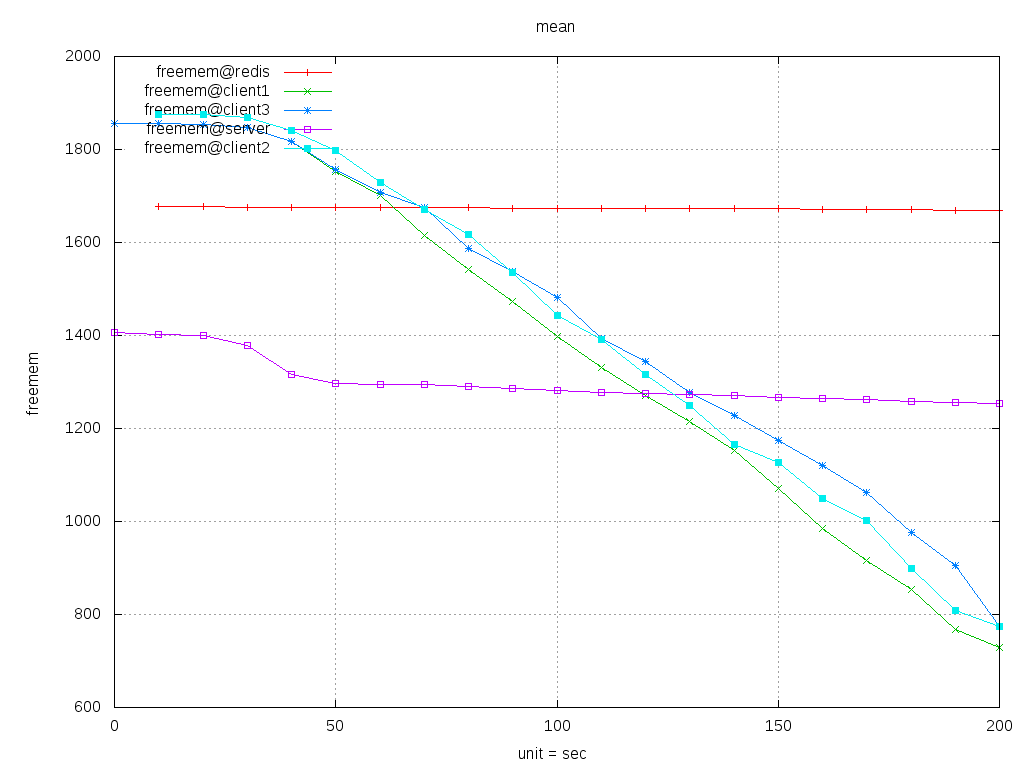 mean
2000
1800
1600
1400
1200
1000
800
600
freemem
freemem@redis
freemem@client1
freemem@client3
freemem@server
freemem@client2
0 50 100 150 200
unit = sec